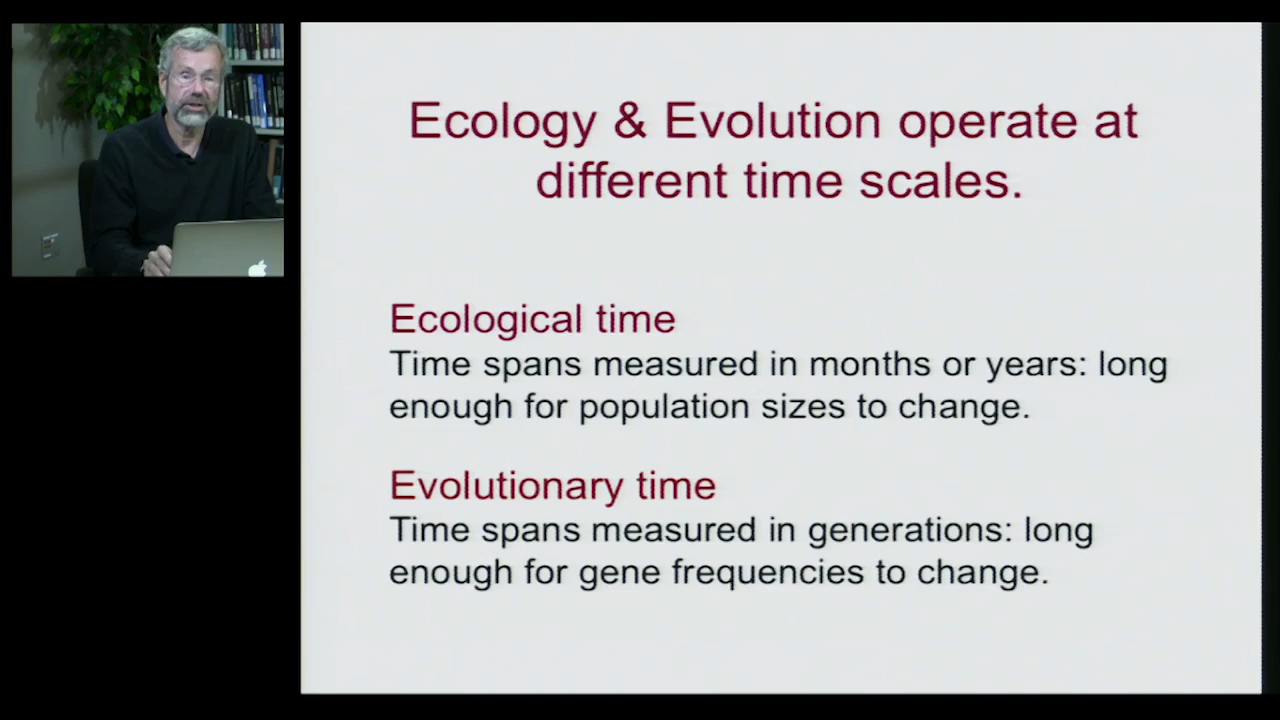 Ecology & Evolution operate at
different time scales.
Ecological time
Time spans measured in months or years: long
enough for population sizes to change.
Evolutionary time
Time spans measured in generations: long
enough for gene frequencies to change.